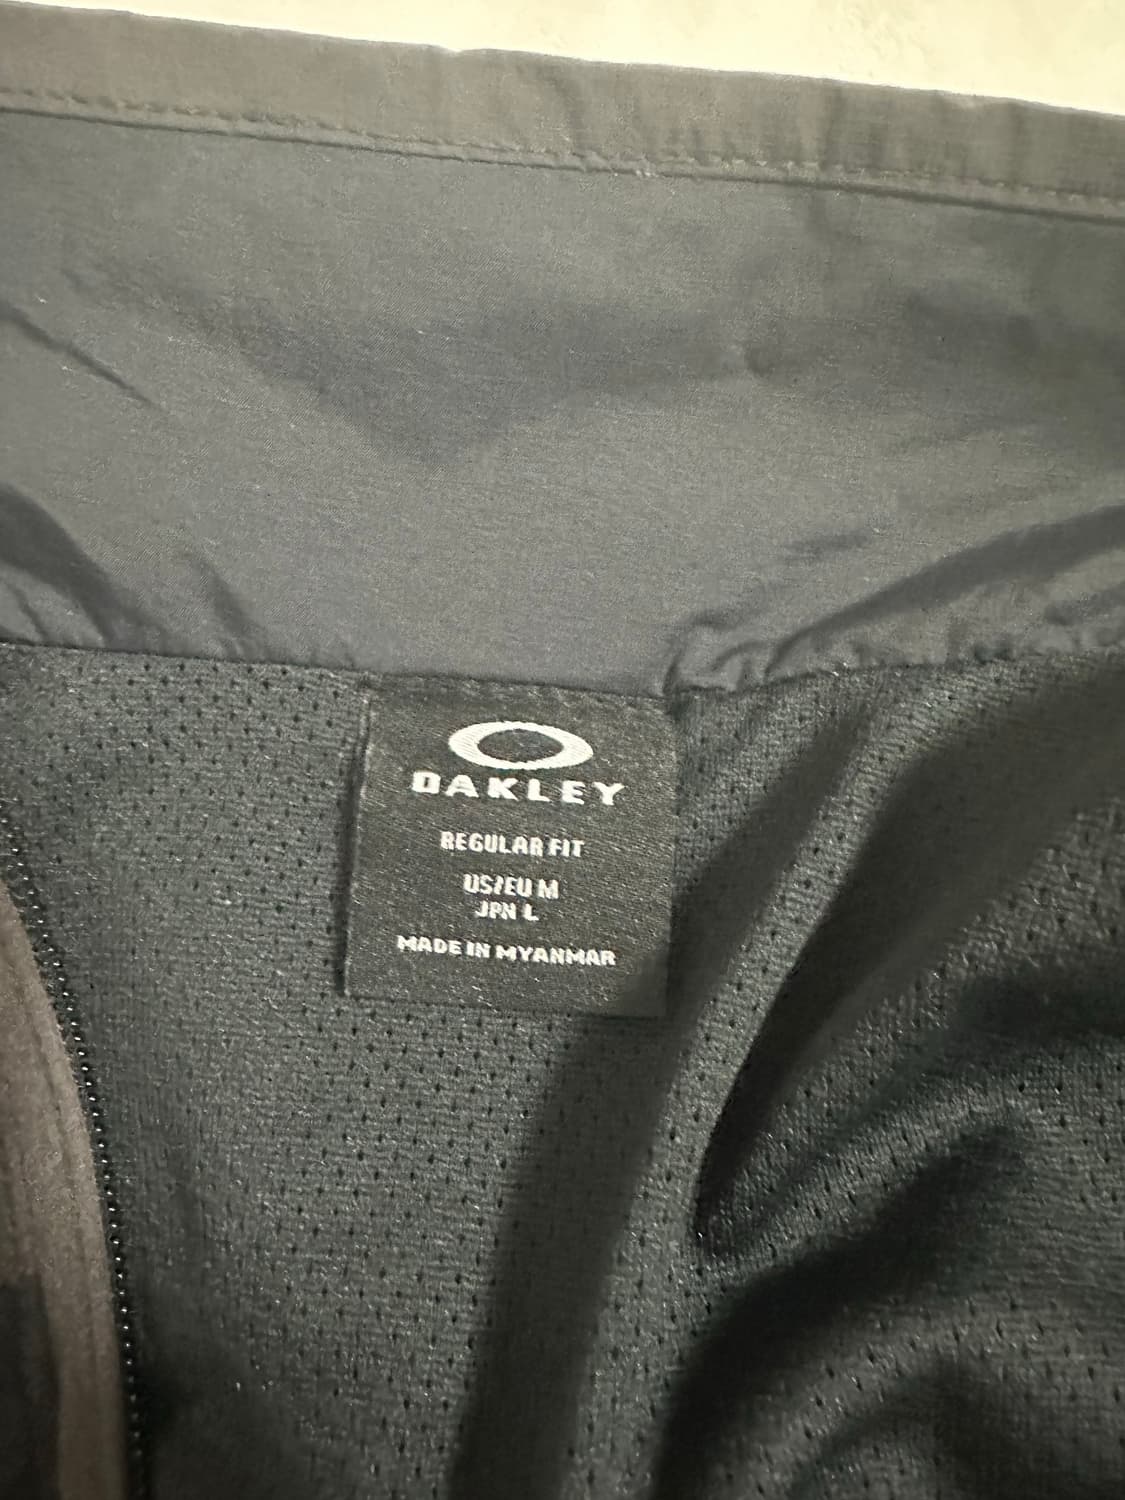 OAKLEY
REGULAR FIT
US/EU M
JPN L
MADE IN MYANMAR